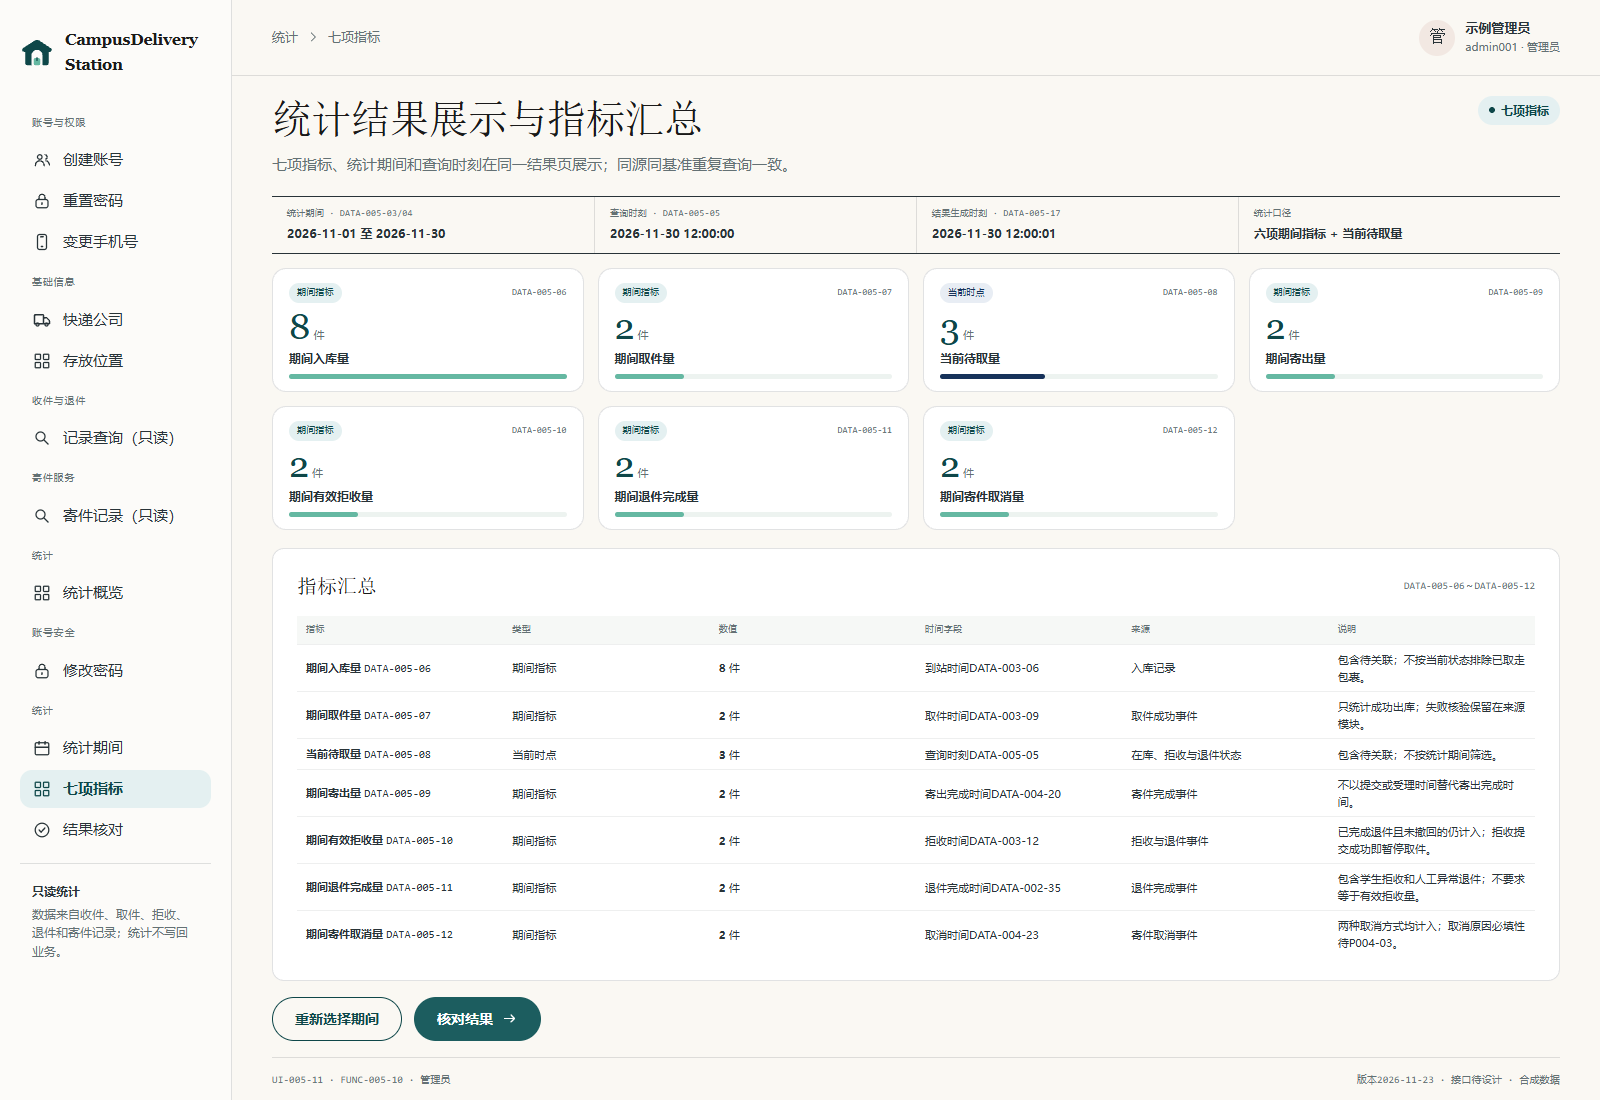 CampusDelivery
Station
账号与权限
创建账号
重置密码
变更手机号
基础信息
快递公司
存放位置
收件与退件
记录查询（只读）
寄件服务
寄件记录（只读）
统计
统计概览
账号安全
修改密码
统计
统计期间
七项指标
结果核对
只读统计
数据来自收件、取件、拒收、
退件和寄件记录；统计不写回
业务。
统计 > 七项指标
管
示例管理员
admin001 · 管理员
统计结果展示与指标汇总
七项指标
七项指标、统计期间和查询时刻在同一结果页展示；同源同基准重复查询一致。
统计期间 · DATA-005-03/04
2026-11-01 至 2026-11-30
查询时刻 · DATA-005-05
2026-11-30 12:00:00
结果生成时刻 · DATA-005-17
2026-11-30 12:00:01
统计口径
六项期间指标 + 当前待取量
期间指标 DATA-005-06
8 件
期间入库量
期间指标 DATA-005-07
2 件
期间取件量
当前时点 DATA-005-08
3 件
当前待取量
期间指标 DATA-005-09
2 件
期间寄出量
期间指标 DATA-005-10
2 件
期间有效拒收量
期间指标 DATA-005-11
2 件
期间退件完成量
期间指标 DATA-005-12
2 件
期间寄件取消量
指标汇总
DATA-005-06～DATA-005-12
指标 类型 数值 时间字段 来源 说明
期间入库量 DATA-005-06 期间指标 8 件 到站时间DATA-003-06 入库记录 包含待关联；不按当前状态排除已取走
包裹。
期间取件量 DATA-005-07 期间指标 2 件 取件时间DATA-003-09 取件成功事件 只统计成功出库；失败核验保留在来源
模块。
当前待取量 DATA-005-08 当前时点 3 件 查询时刻DATA-005-05 在库、拒收与退件状态 包含待关联；不按统计期间筛选。
期间寄出量 DATA-005-09 期间指标 2 件 寄出完成时间DATA-004-20 寄件完成事件 不以提交或受理时间替代寄出完成时
间。
期间有效拒收量 DATA-005-10 期间指标 2 件 拒收时间DATA-003-12 拒收与退件事件 已完成退件且未撤回的仍计入；拒收提
交成功即暂停取件。
期间退件完成量 DATA-005-11 期间指标 2 件 退件完成时间DATA-002-35 退件完成事件 包含学生拒收和人工异常退件；不要求
等于有效拒收量。
期间寄件取消量 DATA-005-12 期间指标 2 件 取消时间DATA-004-23 寄件取消事件 两种取消方式均计入；取消原因必填性
待P004-03。
重新选择期间
核对结果 →
UI-005-11 · FUNC-005-10 · 管理员
版本2026-11-23 · 接口待设计 · 合成数据